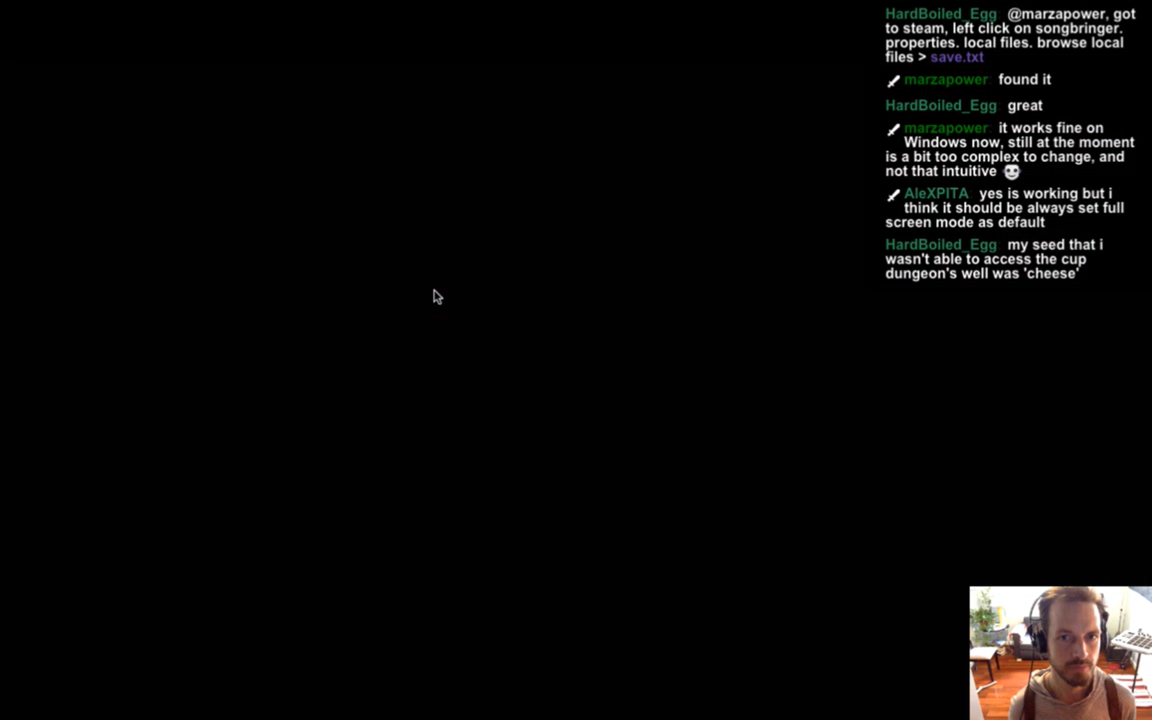 HardBoiled_Egg: @marzapower, got
to steam, left click on songbringer.
properties. local files. browse local
files > save.txt
marzapower: found it
HardBoiled_Egg: great
marzapower: it works fine on
Windows now, still at the moment
is a bit too complex to change, and
not that intuitive
AleXPITA: yes is working but i
think it should be always set full
screen mode as default
HardBoiled_Egg: my seed that i
wasn't able to access the cup
dungeon's well was 'cheese'